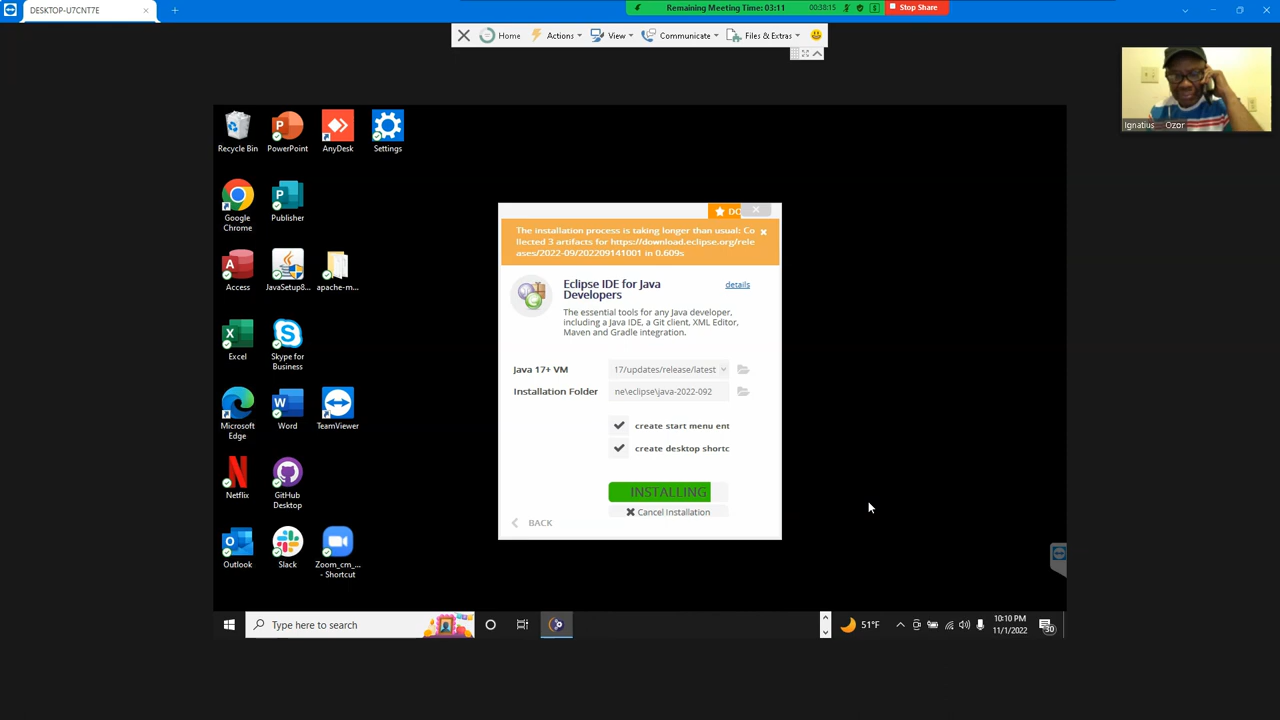 DESKTOP-U7CNT7E
Remaining Meeting Time: 03:11
00:38:15
Stop Share
Home
Actions
View
Communicate
Files & Extras
Ignatius Ozor
Recycle Bin
PowerPoint
AnyDesk
Settings
Google
Chrome
Publisher
Access
JavaSetup8...
apache-m...
Excel
Skype for
Business
Microsoft
Edge
Word
TeamViewer
Netflix
GitHub
Desktop
Outlook
Slack
Zoom_cm_...
- Shortcut
DO
The installation process is taking longer than usual: Co
llected 3 artifacts for https://download.eclipse.org/rele
ases/2022-09/202209141001 in 0.609s
Eclipse IDE for Java
Developers
details
The essential tools for any Java developer,
including a Java IDE, a Git client, XML Editor,
Maven and Gradle integration.
Java 17+ VM
17/updates/release/latest
Installation Folder
ne\eclipse\java-2022-092
create start menu ent
create desktop shortc
INSTALLING
Cancel Installation
BACK
Type here to search
51°F
10:10 PM
11/1/2022
30